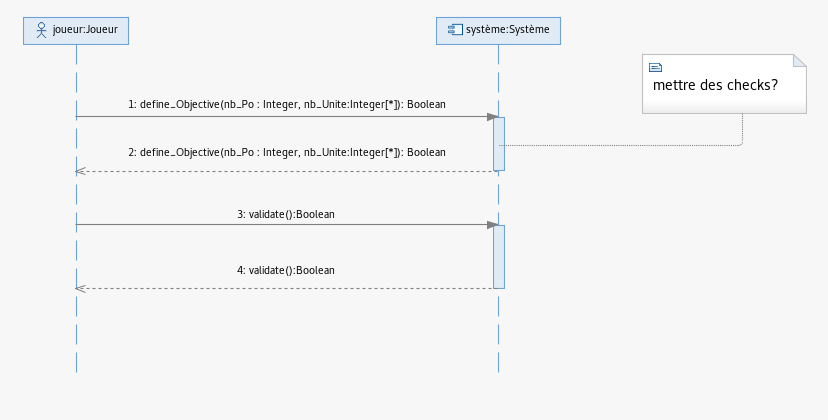 joueur:Joueur
système:Système
mettre des checks?
1: define_Objective(nb_Po : Integer, nb_Unite:Integer[*]): Boolean
2: define_Objective(nb_Po : Integer, nb_Unite:Integer[*]): Boolean
3: validate():Boolean
4: validate():Boolean